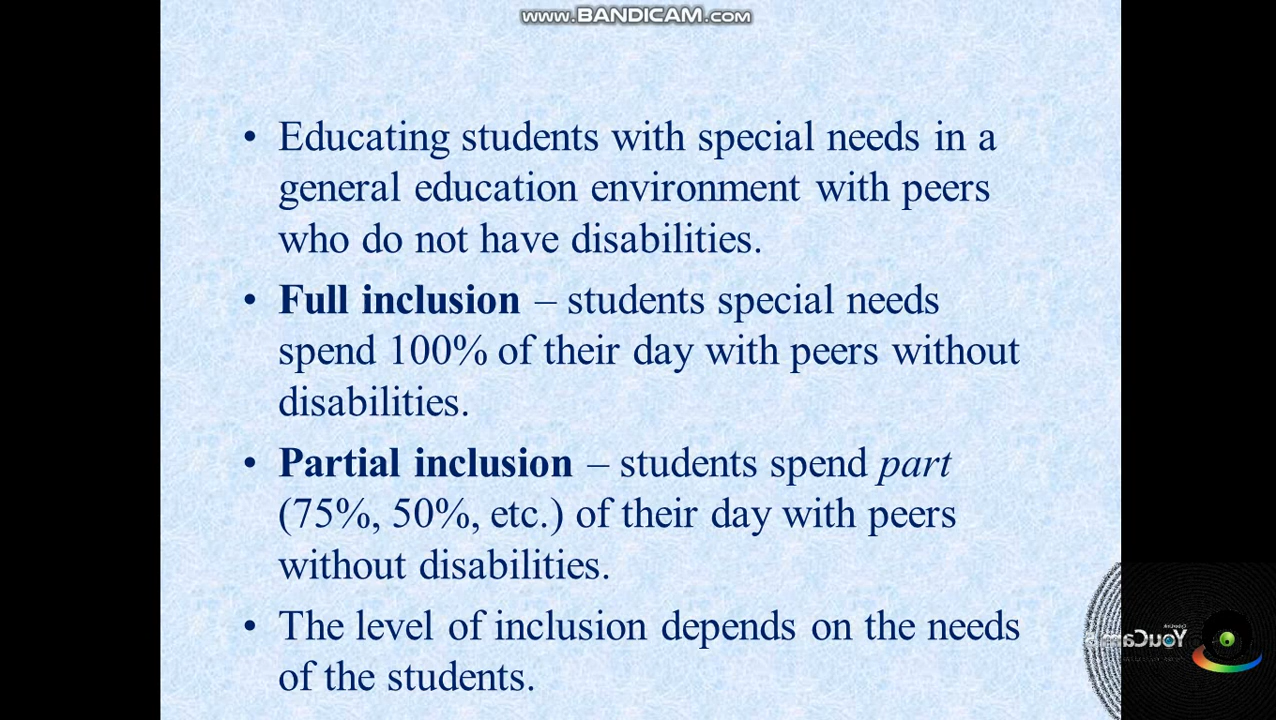 www.BANDICAM.com
• Educating students with special needs in a
general education environment with peers
who do not have disabilities.
• Full inclusion – students special needs
spend 100% of their day with peers without
disabilities.
• Partial inclusion – students spend part
(75%, 50%, etc.) of their day with peers
without disabilities.
• The level of inclusion depends on the needs
of the students.
CyberLink
YouCam